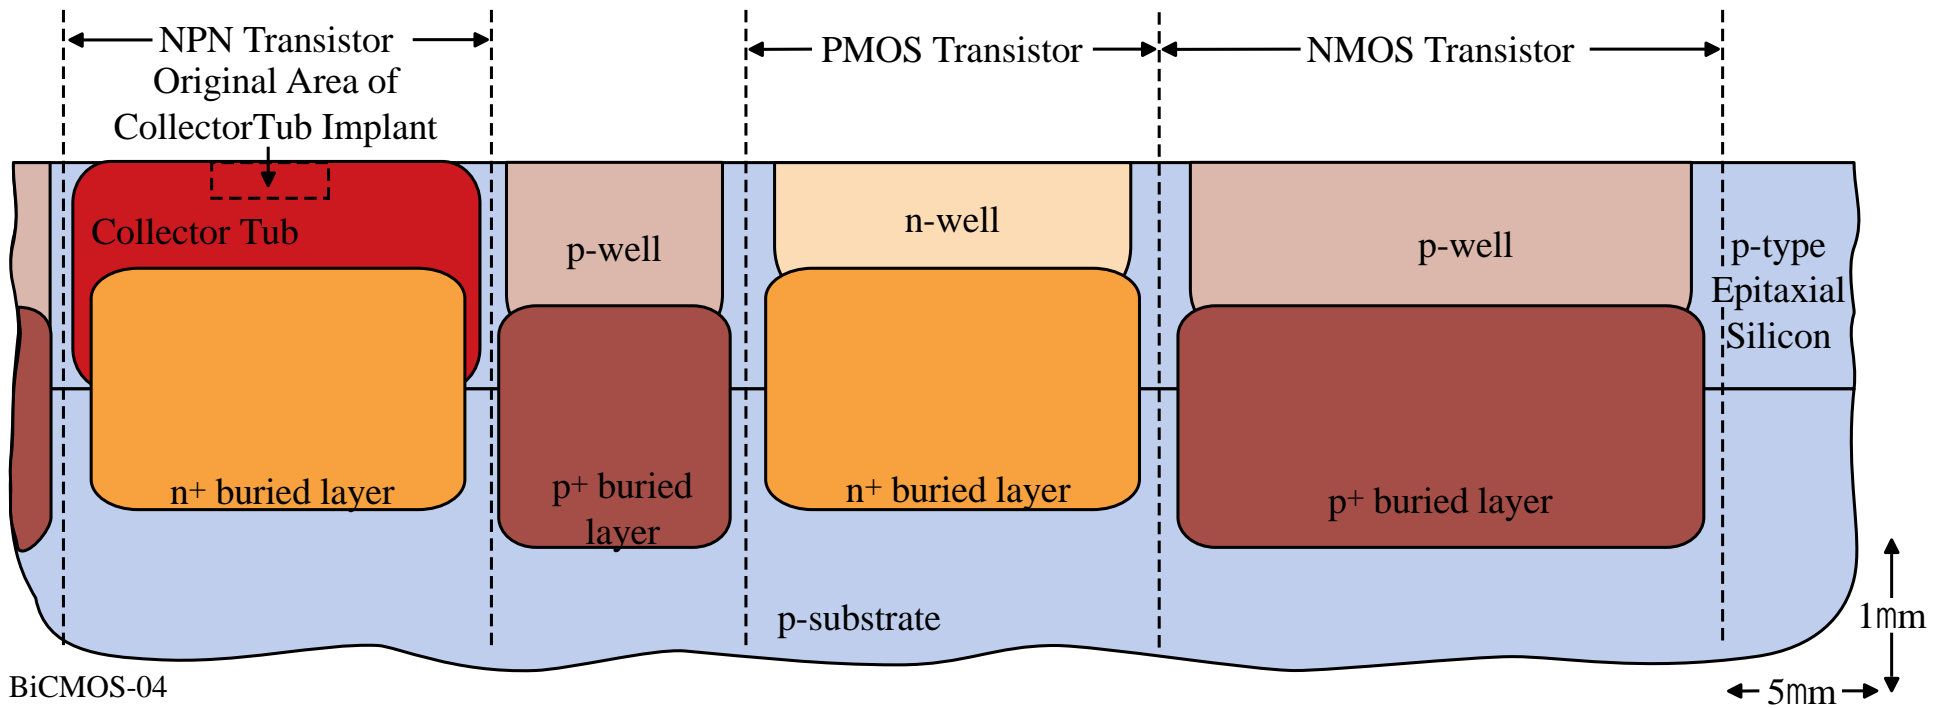 NPN Transistor
PMOS Transistor
NMOS Transistor
Original Area of
CollectorTub Implant
Collector Tub
p-well
n-well
p-well
p-type
Epitaxial
Silicon
n+ buried layer
p+ buried
layer
n+ buried layer
p+ buried layer
p-substrate
1mm
5mm
BiCMOS-04